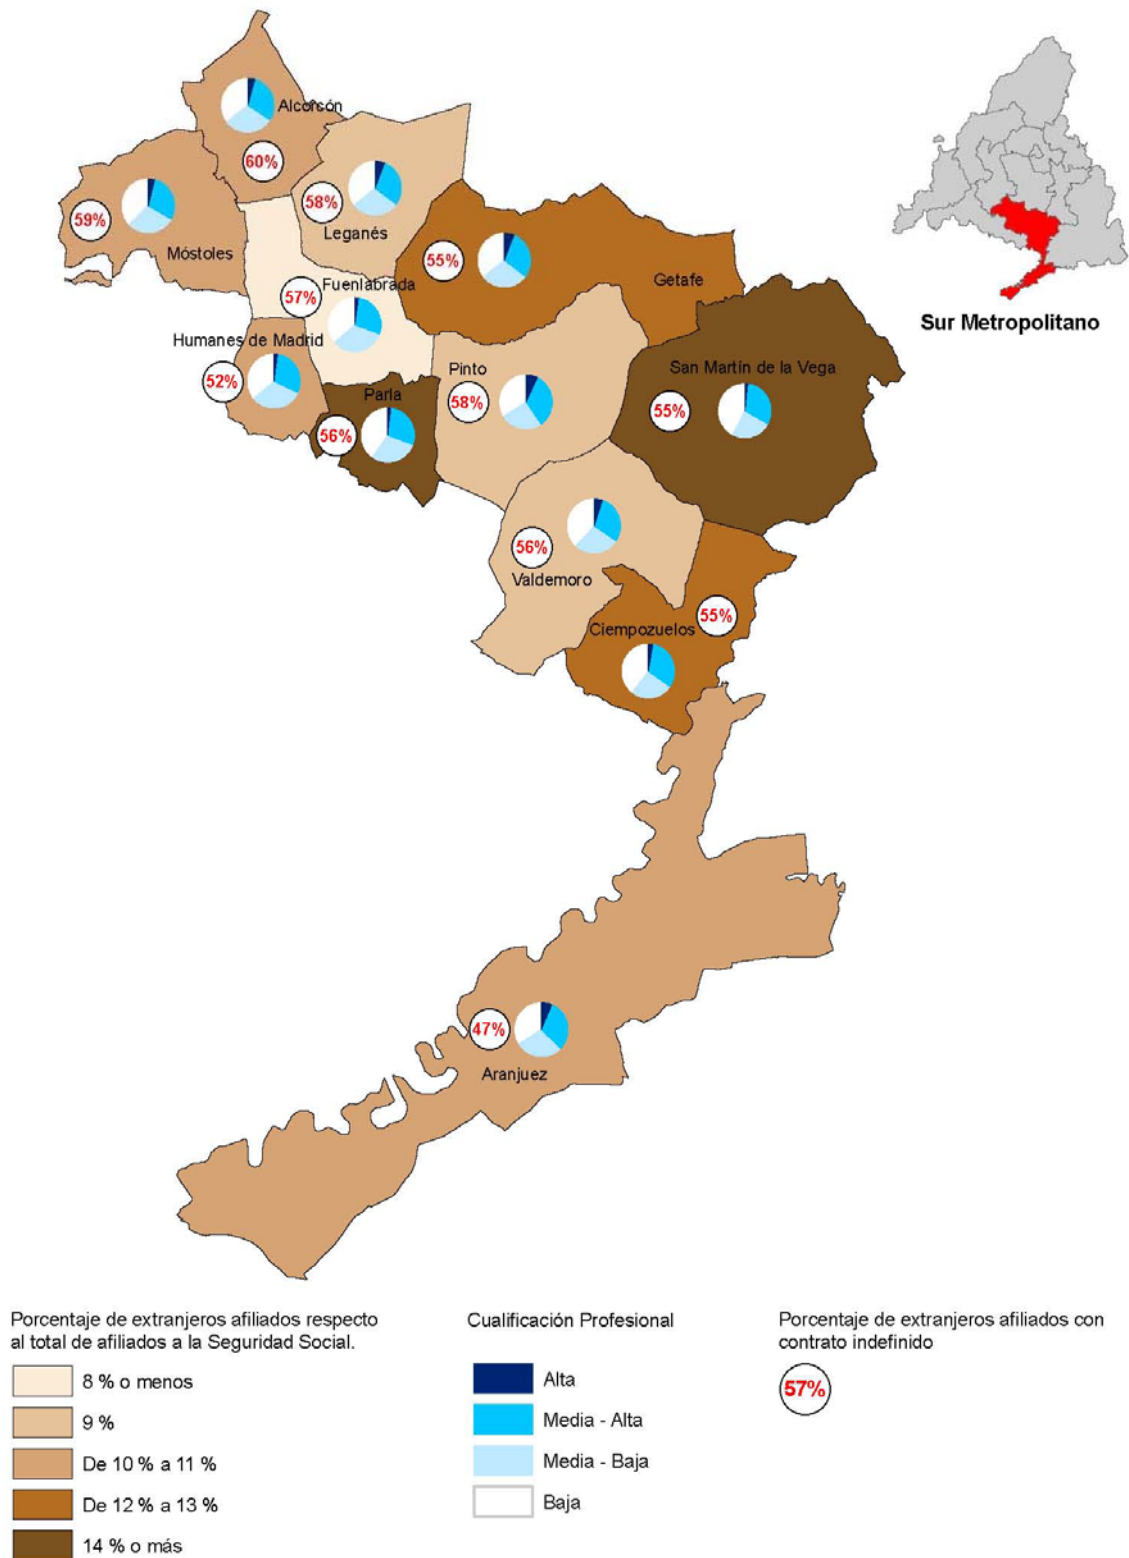 Alcorcón
60%
58%
Leganés
59%
Móstoles
55%
Getafe
Sur Metropolitano
57%
Fuenlabrada
Humanes de Madrid
52%
Pinto
58%
San Martín de la Vega
55%
Parla
56%
56%
Valdemoro
55%
Ciempozuelos
47%
Aranjuez
Porcentaje de extranjeros afiliados respecto
al total de afiliados a la Seguridad Social.
8 % o menos
9 %
De 10 % a 11 %
De 12 % a 13 %
14 % o más
Cualificación Profesional
Alta
Media - Alta
Media - Baja
Baja
Porcentaje de extranjeros afiliados con
contrato indefinido
57%